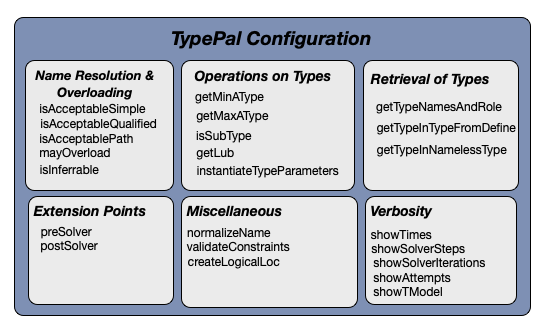 TypePal Configuration
Name Resolution &
Overloading
isAcceptableSimple
isAcceptableQualified
isAcceptablePath
mayOverload
isInferrable
Operations on Types
getMinAType
getMaxAType
isSubType
getLub
instantiateTypeParameters
Retrieval of Types
getTypeNamesAndRole
getTypeInTypeFromDefine
getTypeInNamelessType
Extension Points
preSolver
postSolver
Miscellaneous
normalizeName
validateConstraints
createLogicalLoc
Verbosity
showTimes
showSolverSteps
showSolverIterations
showAttempts
showTModel